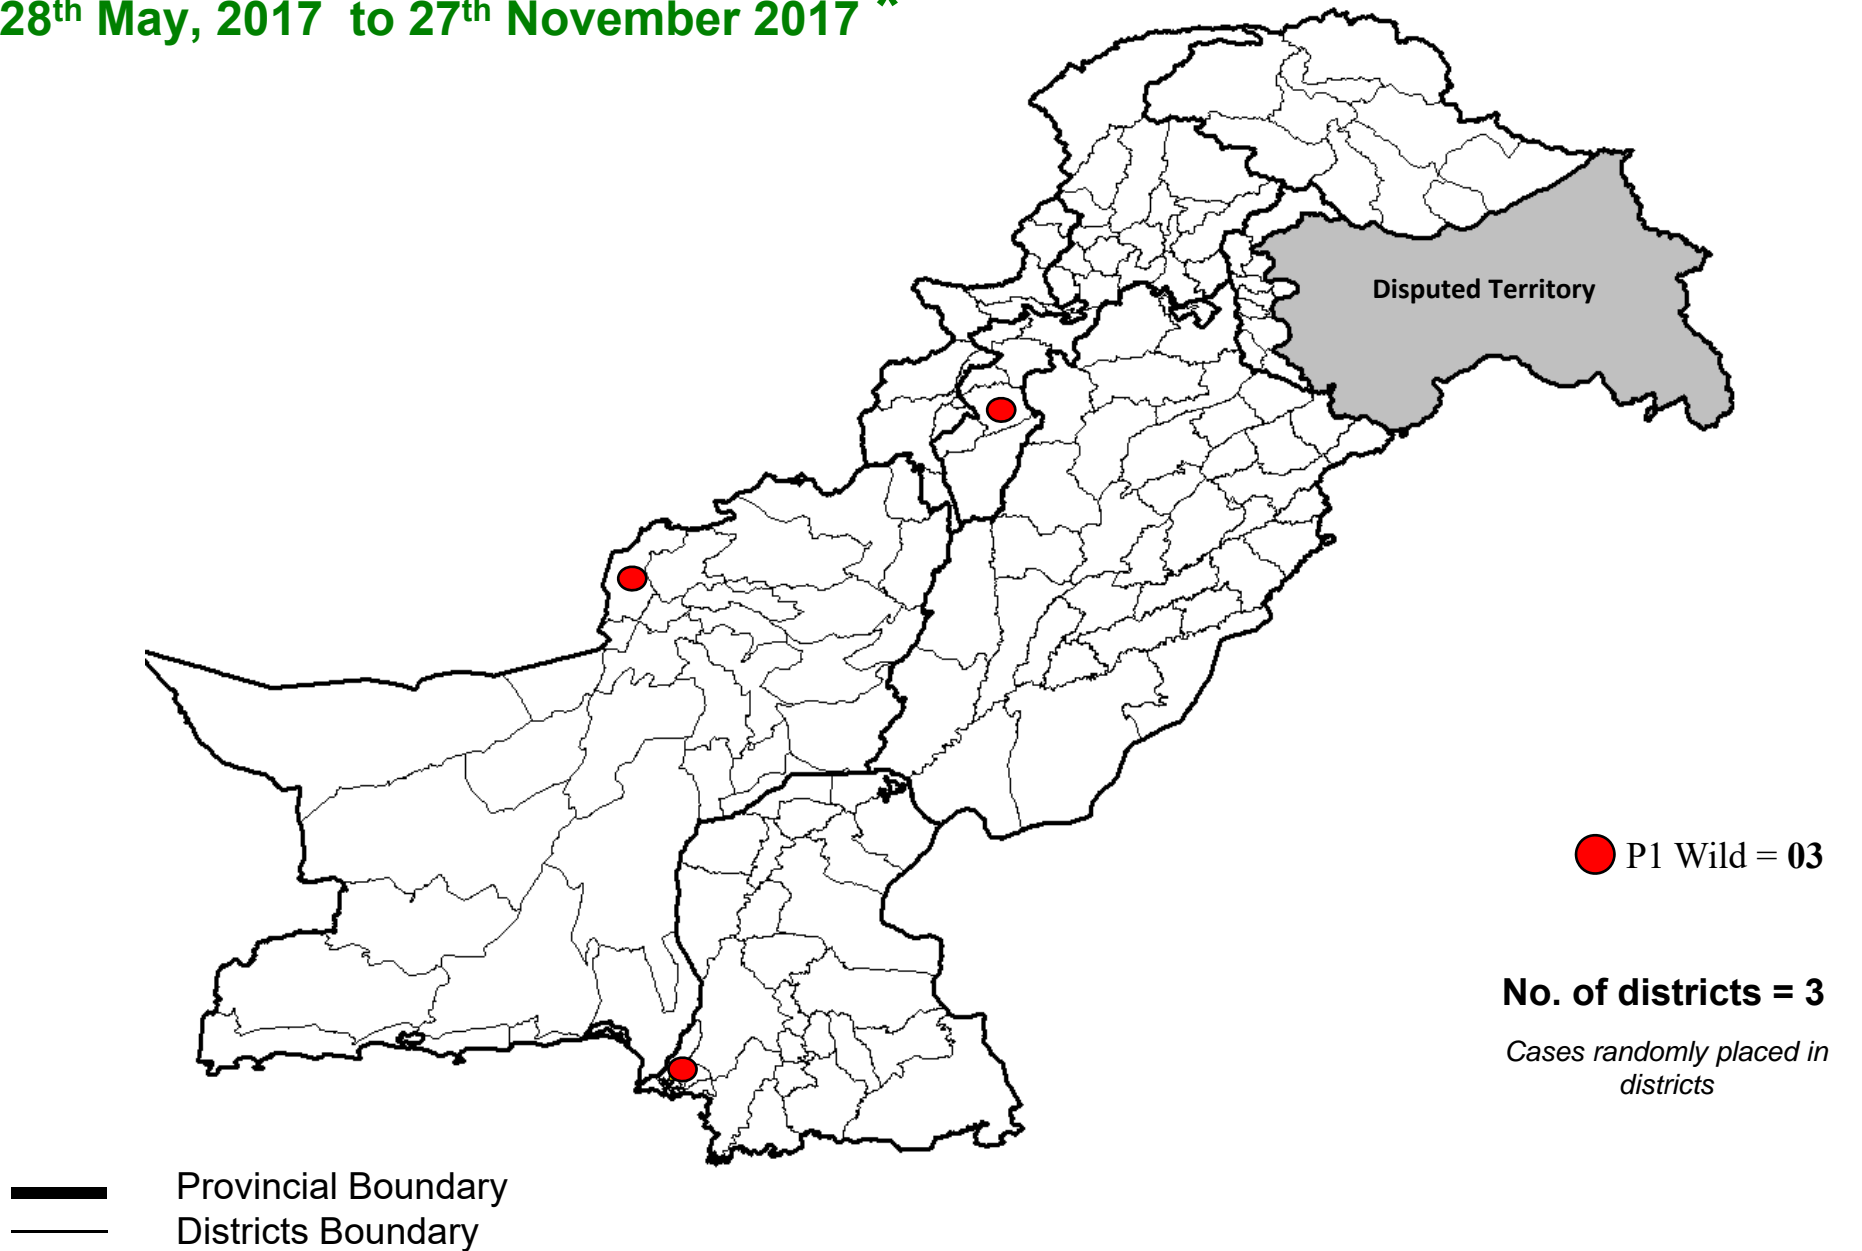 28th May, 2017 to 27th November 2017 *
Disputed Territory
P1 Wild = 03
No. of districts = 3
Cases randomly placed in
districts
Provincial Boundary
Districts Boundary